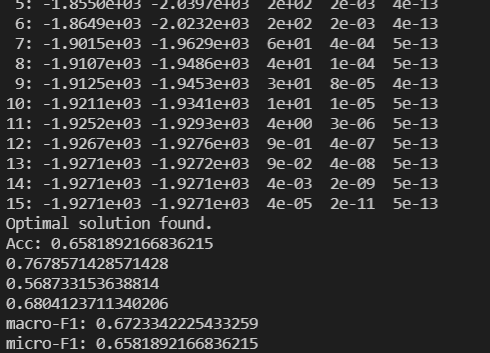 5: -1.8550e+03 -2.0397e+03 2e+02 2e-03 4e-13
6: -1.8649e+03 -2.0232e+03 2e+02 2e-03 4e-13
7: -1.9015e+03 -1.9629e+03 6e+01 4e-04 5e-13
8: -1.9107e+03 -1.9486e+03 4e+01 1e-04 5e-13
9: -1.9125e+03 -1.9453e+03 3e+01 8e-05 4e-13
10: -1.9211e+03 -1.9341e+03 1e+01 1e-05 5e-13
11: -1.9252e+03 -1.9293e+03 4e+00 3e-06 5e-13
12: -1.9267e+03 -1.9276e+03 9e-01 4e-07 5e-13
13: -1.9271e+03 -1.9272e+03 9e-02 4e-08 5e-13
14: -1.9271e+03 -1.9271e+03 4e-03 2e-09 5e-13
15: -1.9271e+03 -1.9271e+03 4e-05 2e-11 5e-13
Optimal solution found.
Acc: 0.6581892166836215
0.7678571428571428
0.568733153638814
0.6804123711340206
macro-F1: 0.6723342225433259
micro-F1: 0.6581892166836215